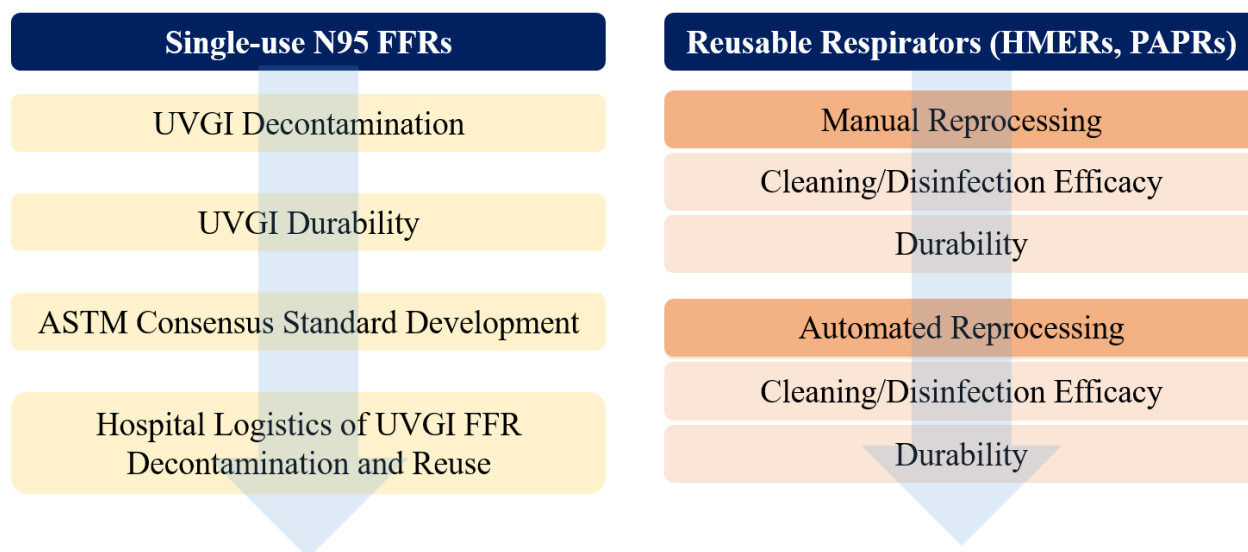 Single-use N95 FFRs
UVGI Decontamination
UVGI Durability
ASTM Consensus Standard Development
Hospital Logistics of UVGI FFR
Decontamination and Reuse
Reusable Respirators (HMERs, PAPRs)
Manual Reprocessing
Cleaning/Disinfection Efficacy
Durability
Automated Reprocessing
Cleaning/Disinfection Efficacy
Durability